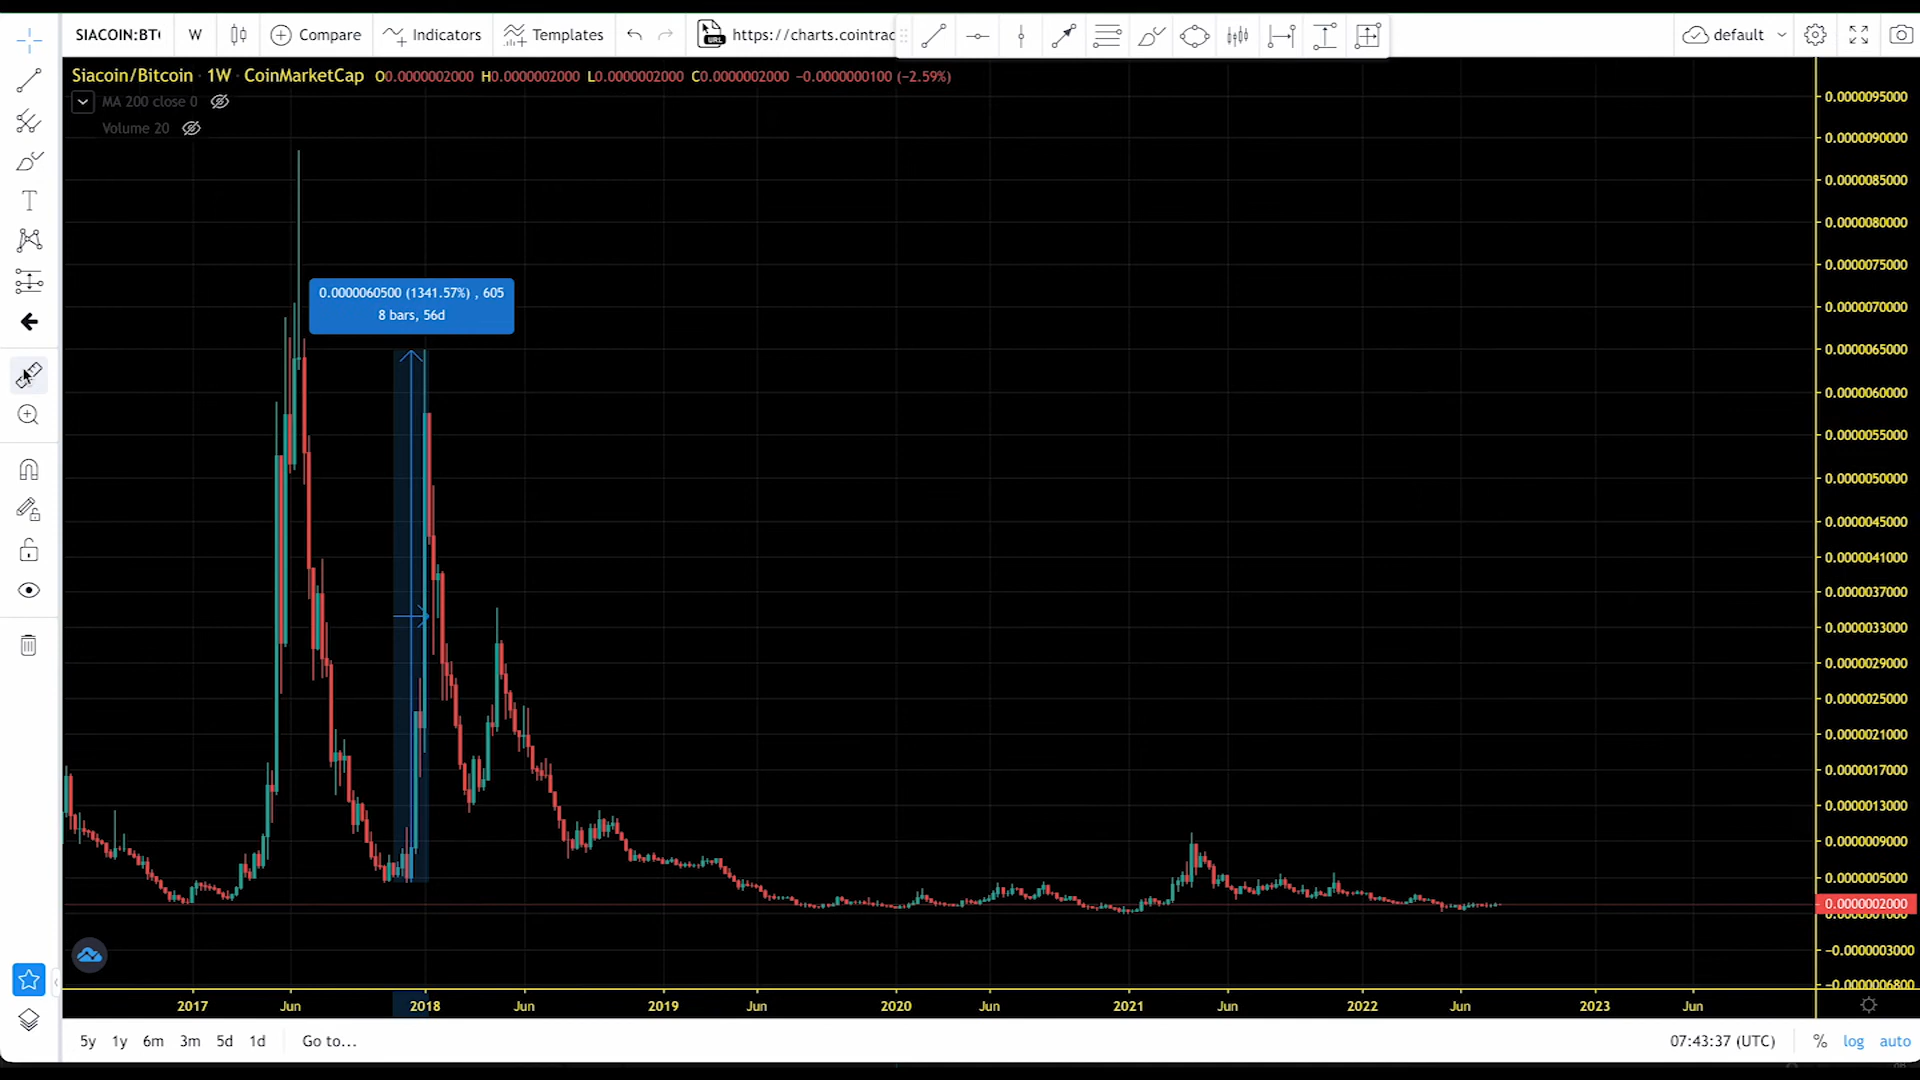 SIACOIN:BT
W
Compare
Indicators
Templates
URL
https://charts.cointrac
default
Siacoin/Bitcoin · 1W · CoinMarketCap O0.0000002000 H0.0000002000 L0.0000002000 C0.0000002000 −0.0000000100 (−2.59%)
MA 200 close 0
Volume 20
0.0000060500 (1341.57%) , 605
8 bars, 56d
0.0000095000
0.0000090000
0.0000085000
0.0000080000
0.0000075000
0.0000070000
0.0000065000
0.0000060000
0.0000055000
0.0000050000
0.0000045000
0.0000041000
0.0000037000
0.0000033000
0.0000029000
0.0000025000
0.0000021000
0.0000017000
0.0000013000
0.0000009000
0.0000005000
0.0000002000
−0.0000003000
−0.0000006800
2017 Jun 2018 Jun 2019 Jun 2020 Jun 2021 Jun 2022 Jun 2023 Jun
5y 1y 6m 3m 5d 1d Go to...
07:43:37 (UTC) % log auto